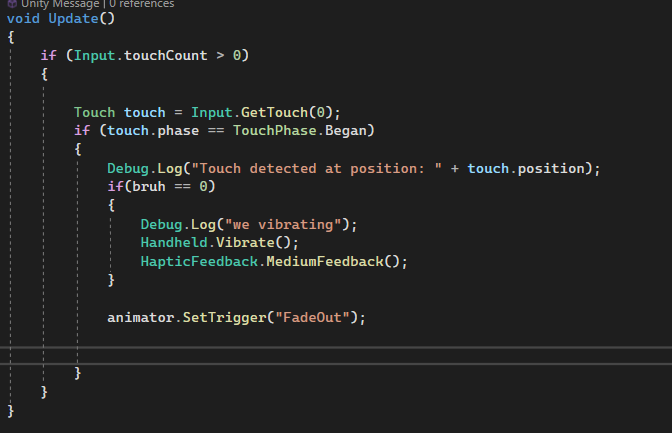 Unity Message | 0 references
void Update()
{
if (Input.touchCount > 0)
{
Touch touch = Input.GetTouch(0);
if (touch.phase == TouchPhase.Began)
{
Debug.Log("Touch detected at position: " + touch.position);
if(bruh == 0)
{
Debug.Log("we vibrating");
Handheld.Vibrate();
HapticFeedback.MediumFeedback();
}
animator.SetTrigger("FadeOut");
}
}
}